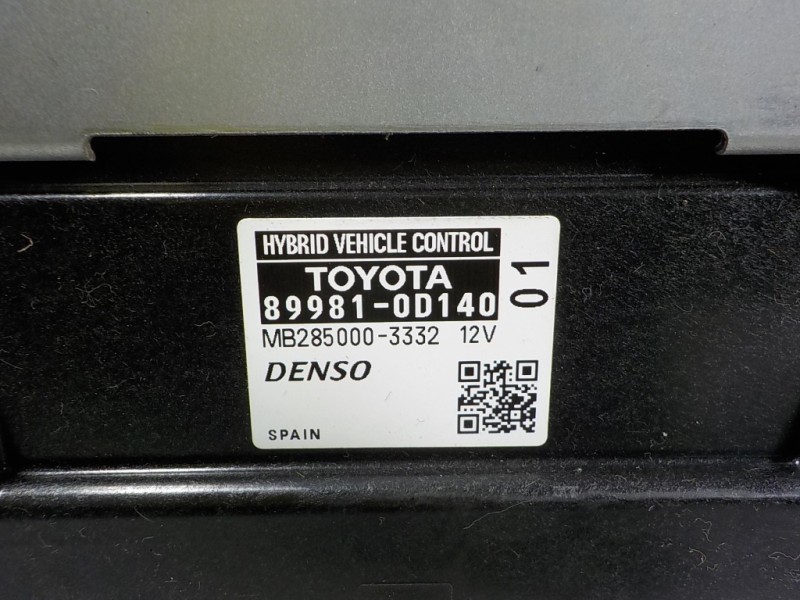 HYBRID VEHICLE CONTROL
TOYOTA
89981-0D140
01
MB285000-3332 12V
DENSO
SPAIN